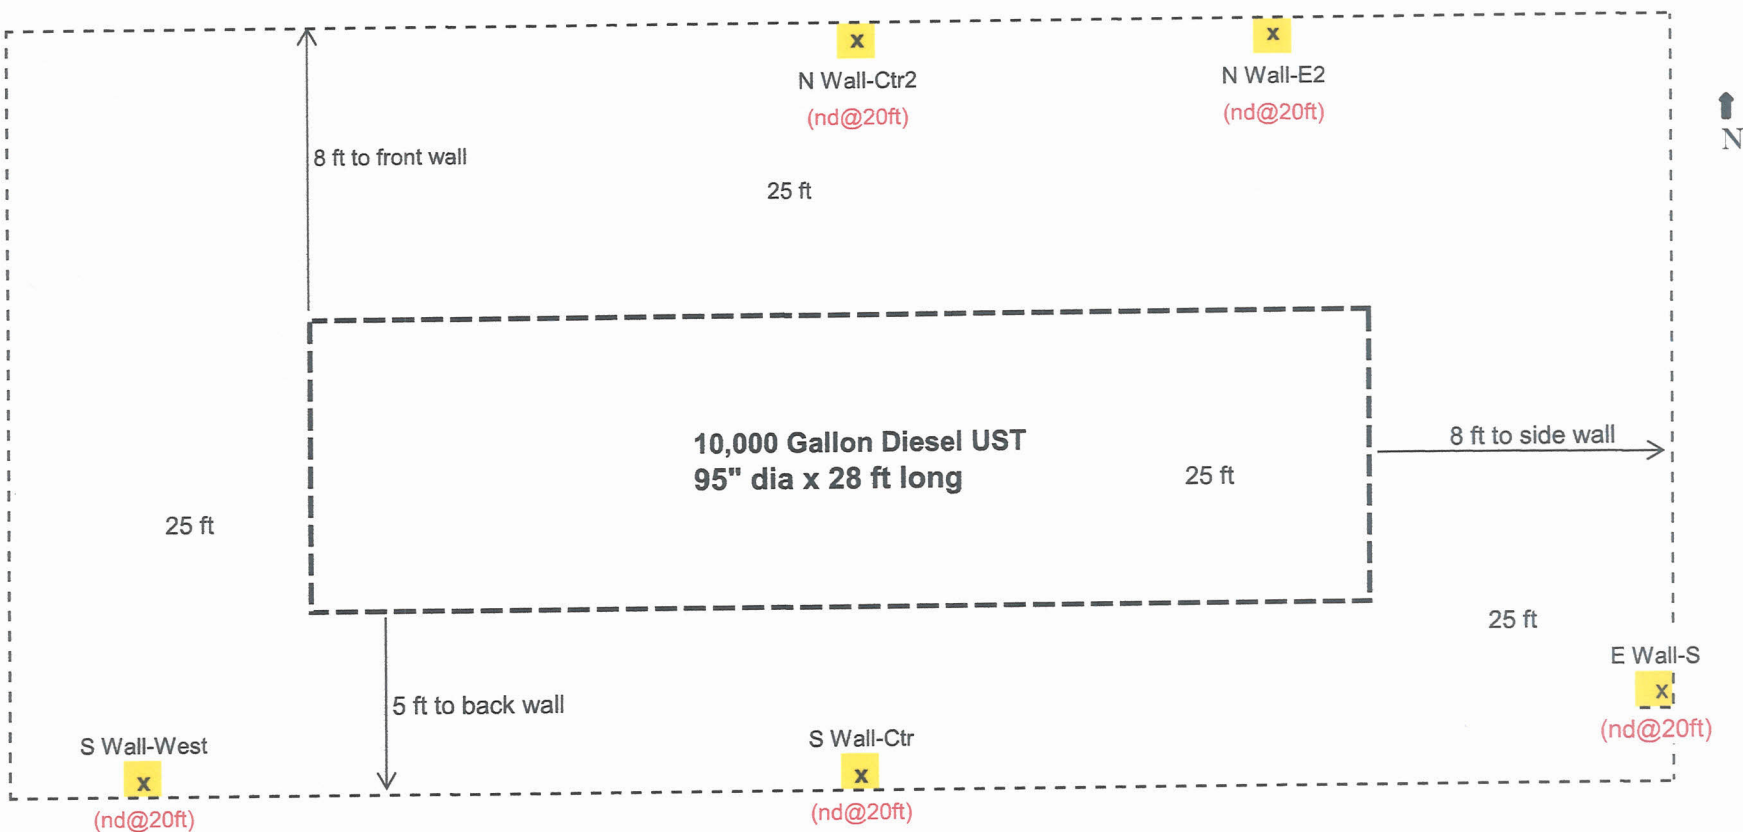 x
x
N Wall-Ctr2
N Wall-E2
(nd@20ft)
(nd@20ft)
N
8 ft to front wall
25 ft
10,000 Gallon Diesel UST
95" dia x 28 ft long
8 ft to side wall
25 ft
25 ft
25 ft
E Wall-S
x
(nd@20ft)
5 ft to back wall
S Wall-West
x
(nd@20ft)
S Wall-Ctr
x
(nd@20ft)